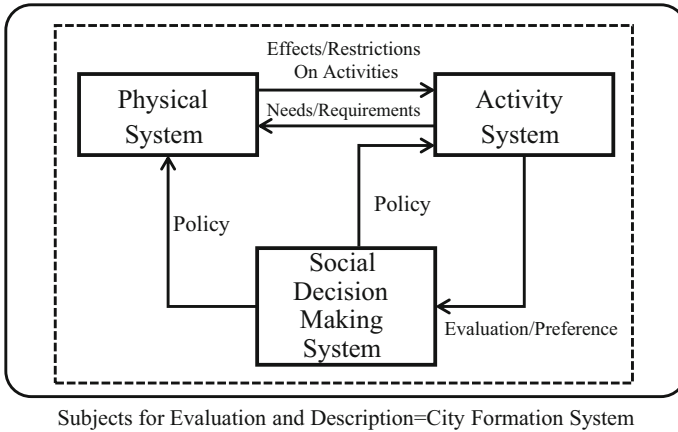 Effects/Restrictions
On Activities
Physical
System
Needs/Requirements
Activity
System
Policy
Policy
Social
Decision
Making
System
Evaluation/Preference
Subjects for Evaluation and Description=City Formation System